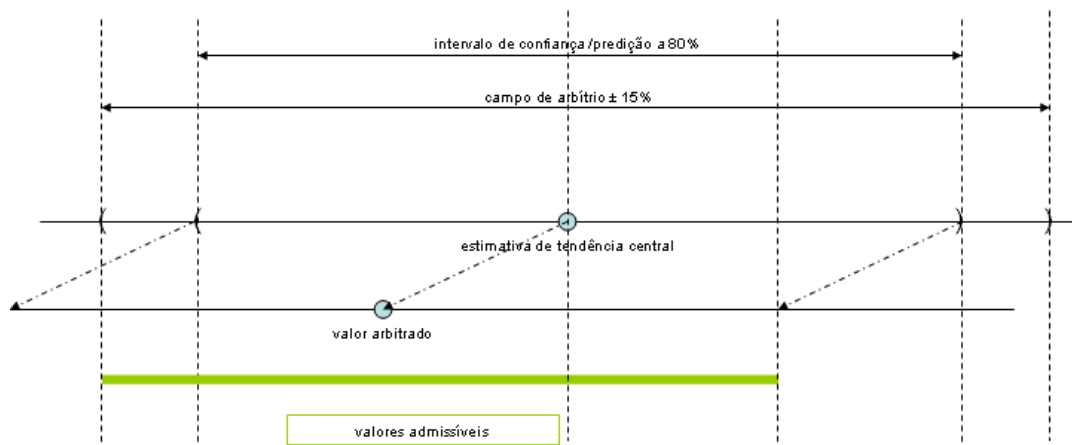 intervalo de confiança/predição a 80%
campo de arbítrio ± 15%
estimativa de tendência central
valor arbitrado
valores admissíveis